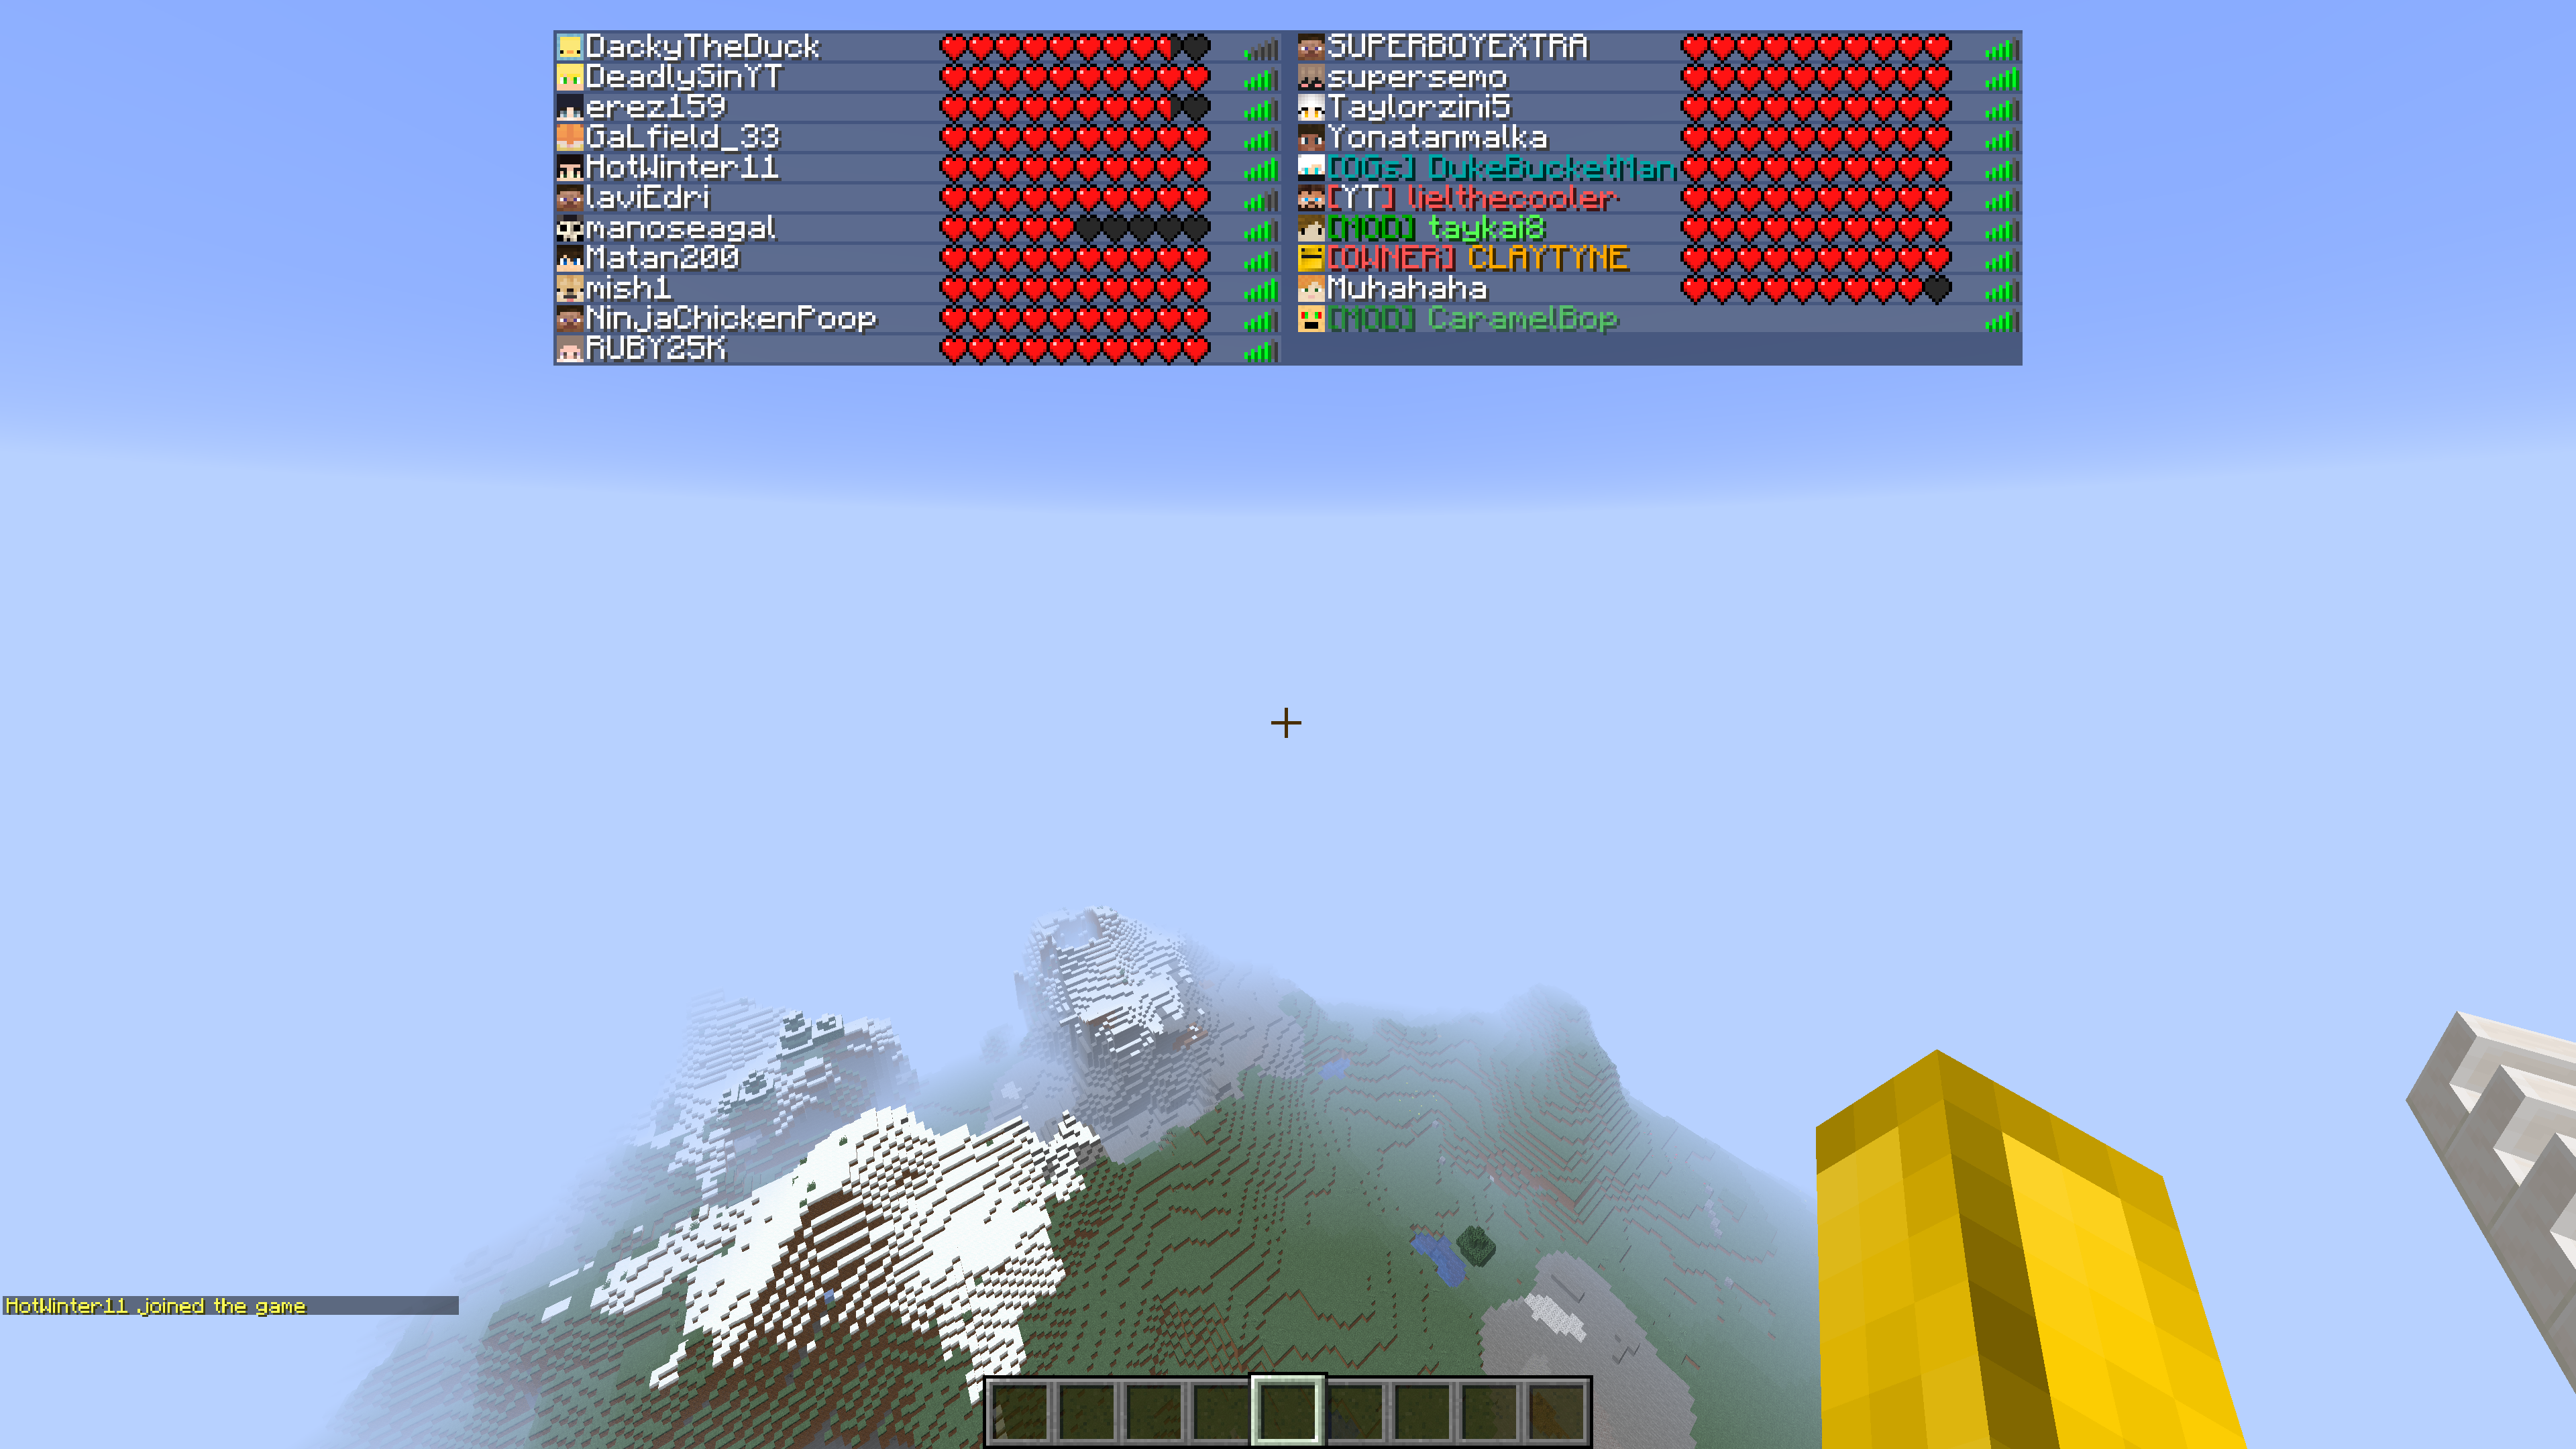 DackyTheDuck
DeadlySinYT
erez159
GaLfield_33
HotWinter11
laviEdri
manoseagal
Matan200
mish1
NinjaChickenPoop
RUBY25K
SUPERBOYEXTRA
supersemo
Taylorzini5
Yonatanmalka
[OGs] DukeBucketMan
[YT] lielthecooler
[MOD] taykai8
[OWNER] CLAYTYNE
Muhahaha
[MOD] CaramelBop
HotWinter11 joined the game